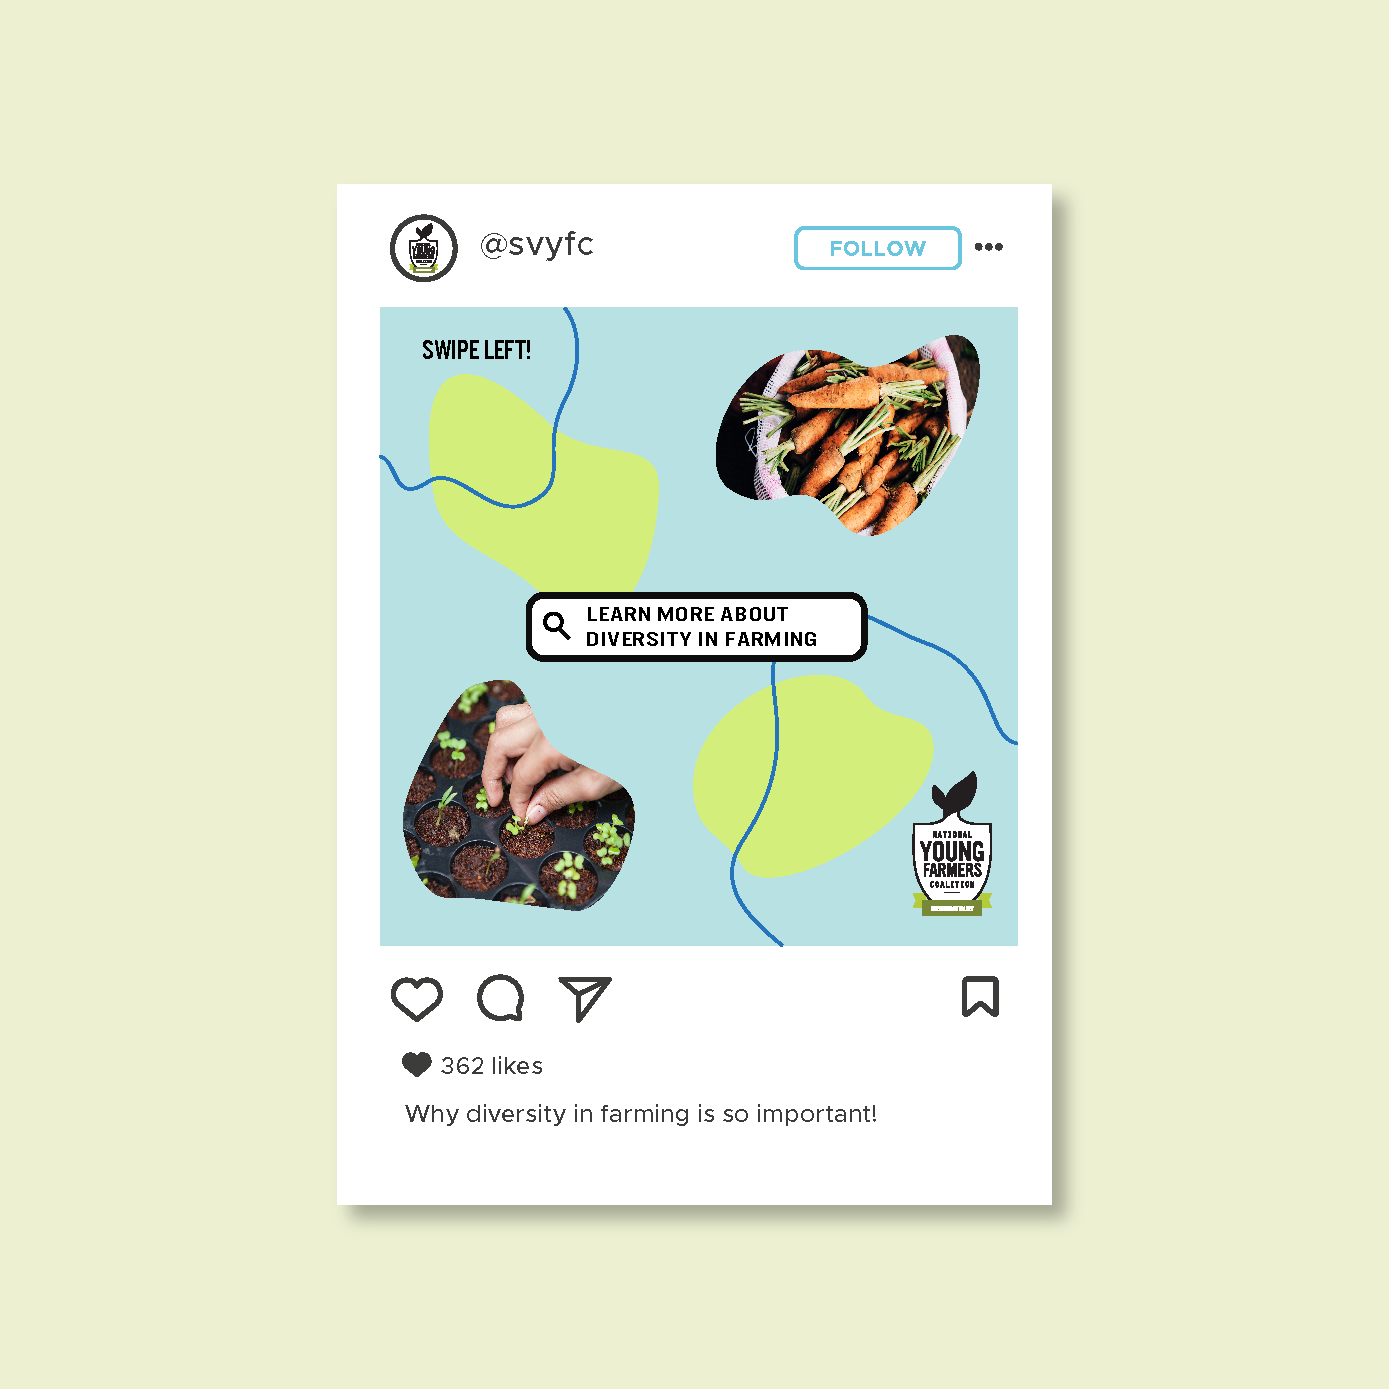 @svyfc
FOLLOW
SWIPE LEFT!
LEARN MORE ABOUT
DIVERSITY IN FARMING
NATIONAL
YOUNG
FARMERS
COALITION
362 likes
Why diversity in farming is so important!